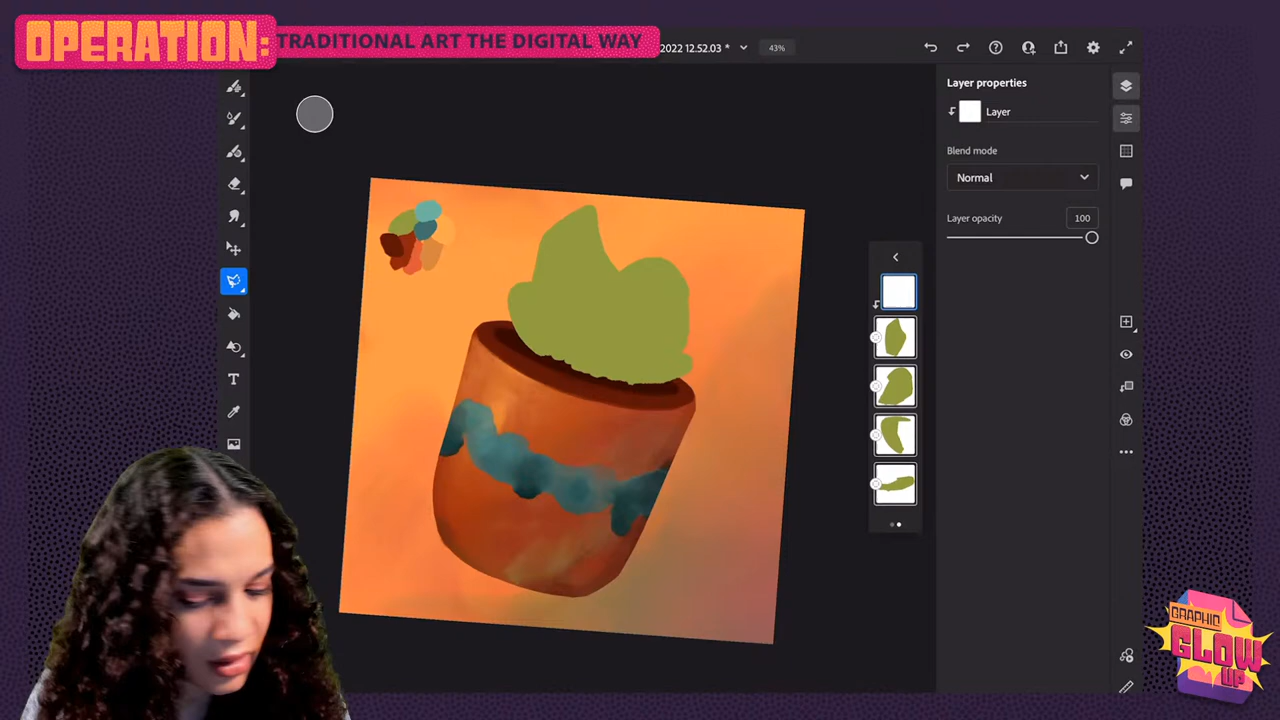 OPERATION:
TRADITIONAL ART THE DIGITAL WAY
2022 12.52.03 *
43%
Layer properties
Layer
Blend mode
Normal
Layer opacity
100
T
GRAPHIC
GLOW
UP